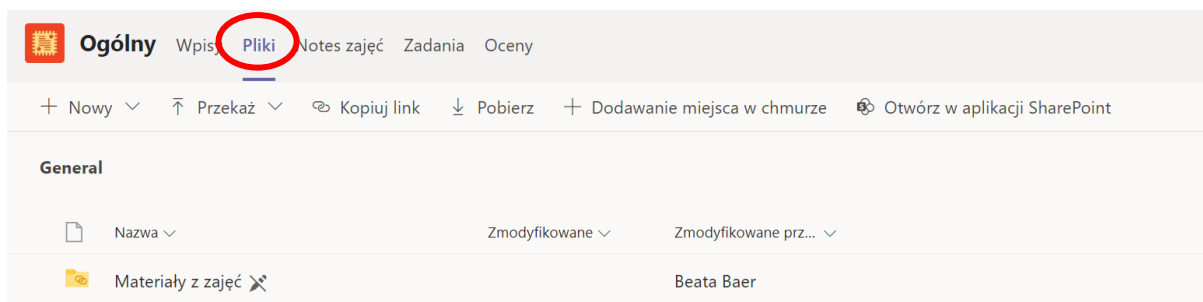 Ogólny Wpisy Pliki Notes zajęć Zadania Oceny
Nowy Przekaż Kopiuj link Pobierz Dodawanie miejsca w chmurze Otwórz w aplikacji SharePoint
General
Nazwa Zmodyfikowane Zmodyfikowane prz...
Materiały z zajęć Beata Baer